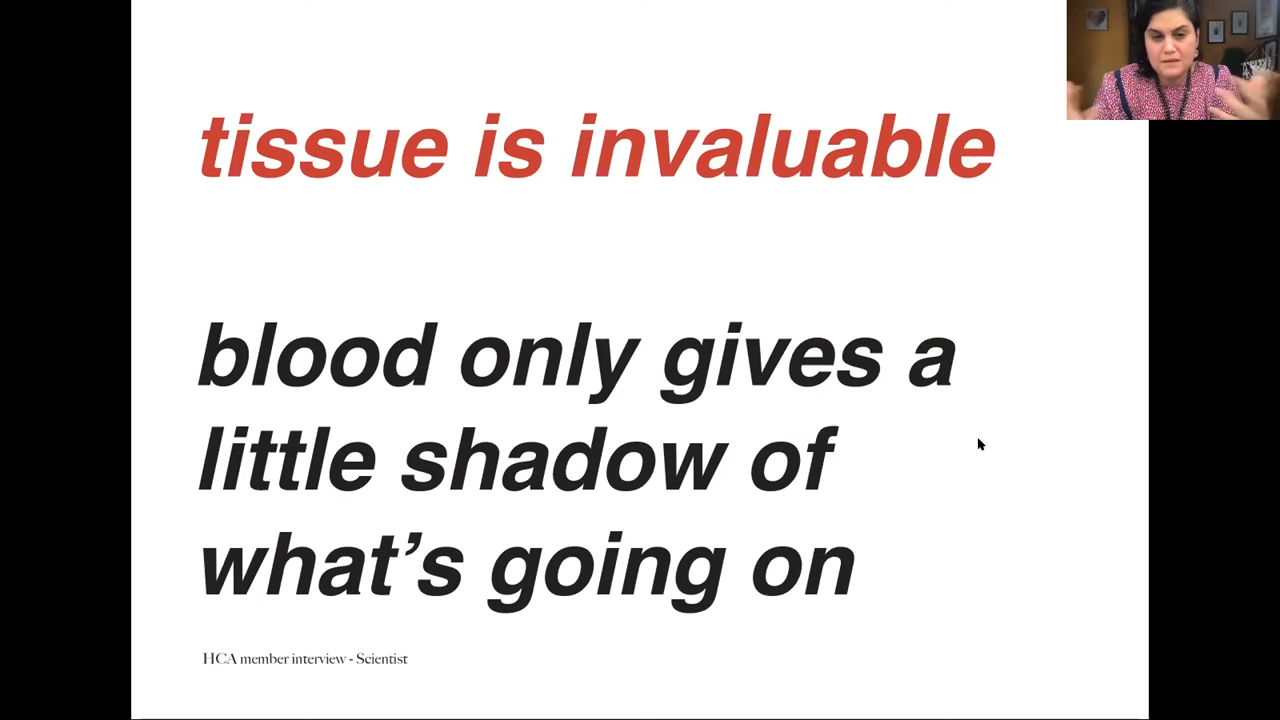 tissue is invaluable
blood only gives a
little shadow of
what’s going on
HCA member interview - Scientist